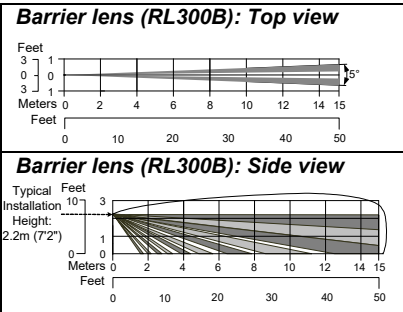 Barrier lens (RL300B): Top view
Feet
3 1
0 0
3 1
5°
Meters 0 2 4 6 8 10 12 14 15
Feet
0 10 20 30 40 50
Barrier lens (RL300B): Side view
Typical Feet
Installation 10 3
Height:
2.2m (7'2")
1
0 0
Meters 0 2 4 6 8 10 12 14 15
Feet
0 10 20 30 40 50